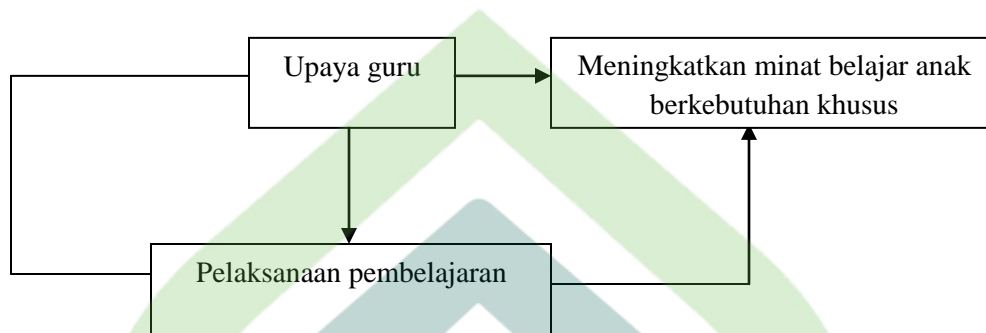 Upaya guru
Meningkatkan minat belajar anak
berkebutuhan khusus
Pelaksanaan pembelajaran